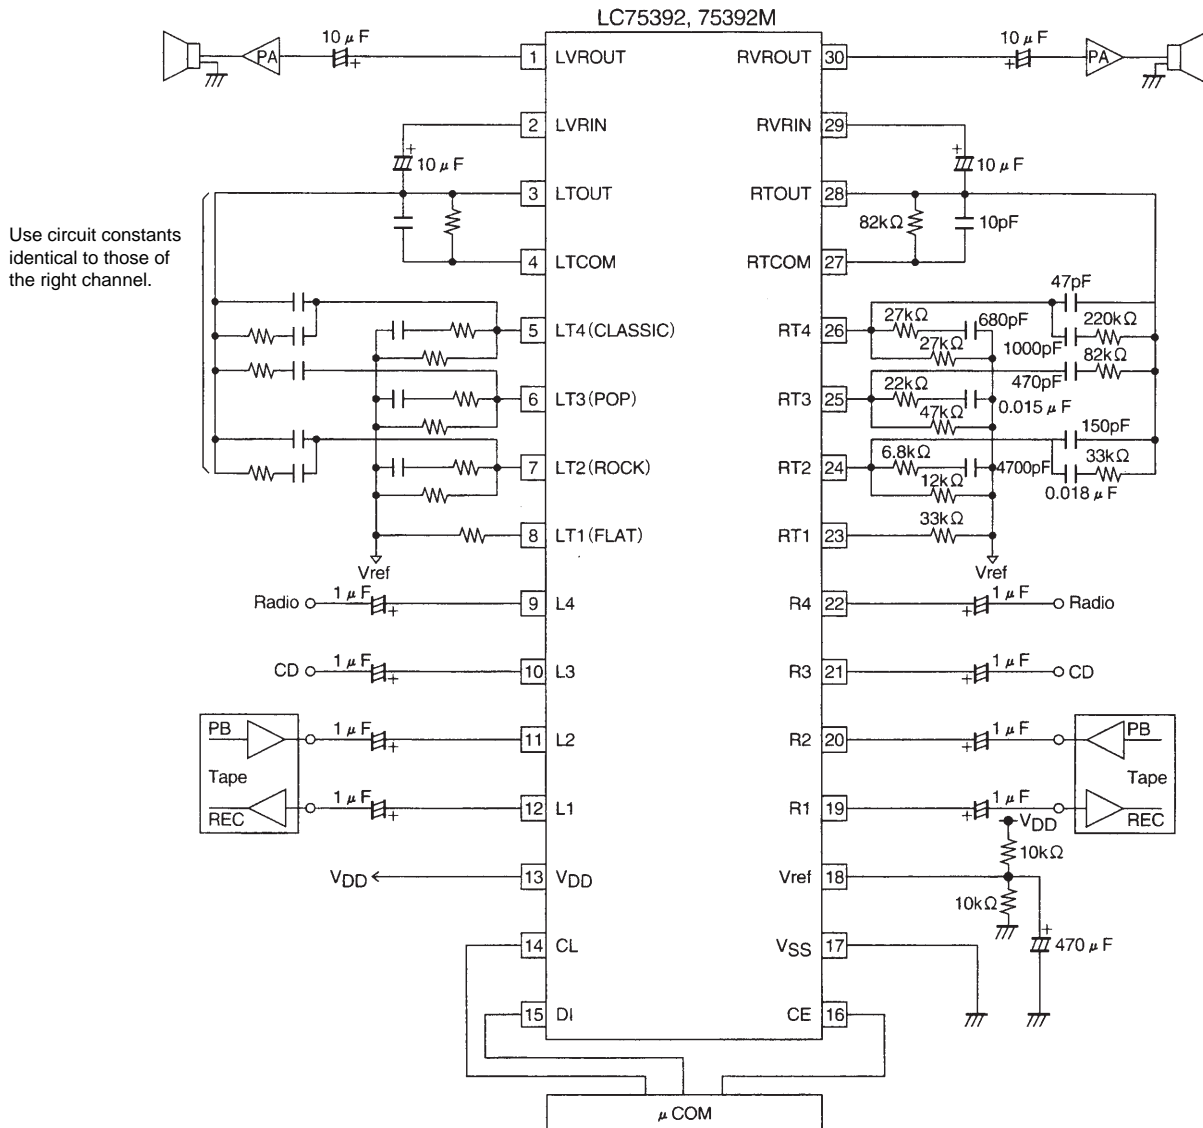 LC75392, 75392M
PA
10 μF
+
1
LVROUT
RVROUT
30
10 μF
+
PA
2
LVRIN
RVRIN
29
+
10 μF
+
10 μF
3
LTOUT
RTOUT
28
82kΩ
10pF
Use circuit constants
identical to those of
the right channel.
4
LTCOM
RTCOM
27
47pF
5
LT4(CLASSIC)
RT4
26
27kΩ
680pF
220kΩ
27kΩ
1000pF
82kΩ
6
LT3(POP)
RT3
25
22kΩ
470pF
0.015 μF
47kΩ
150pF
7
LT2(ROCK)
RT2
24
6.8kΩ
4700pF
33kΩ
12kΩ
0.018 μF
8
LT1(FLAT)
RT1
23
33kΩ
Vref
Vref
Radio
1 μF
+
9
L4
R4
22
+
1 μF
Radio
CD
1 μF
+
10
L3
R3
21
+
1 μF
CD
PB
1 μF
+
11
L2
R2
20
+
1 μF
PB
Tape
Tape
REC
1 μF
+
12
L1
R1
19
+
1 μF
REC
VDD
10kΩ
VDD
13
VDD
Vref
18
10kΩ
+
470 μF
14
CL
VSS
17
15
DI
CE
16
μ COM